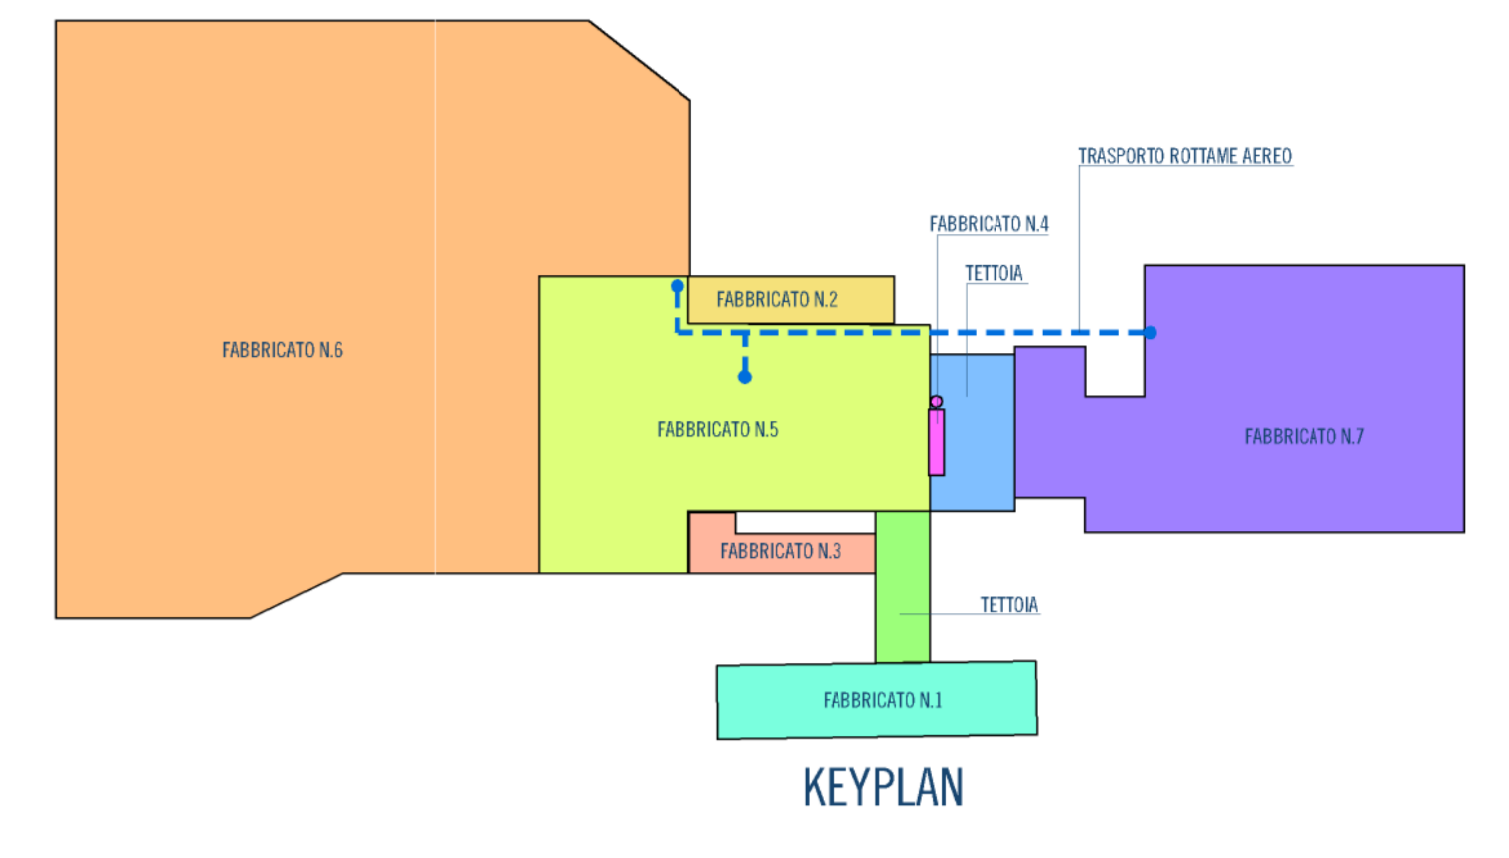 TRASPORTO ROTTAME AEREO
FABBRICATO N.4
TETTOIA
FABBRICATO N.2
FABBRICATO N.6
FABBRICATO N.5
FABBRICATO N.7
FABBRICATO N.3
TETTOIA
FABBRICATO N.1
KEYPLAN